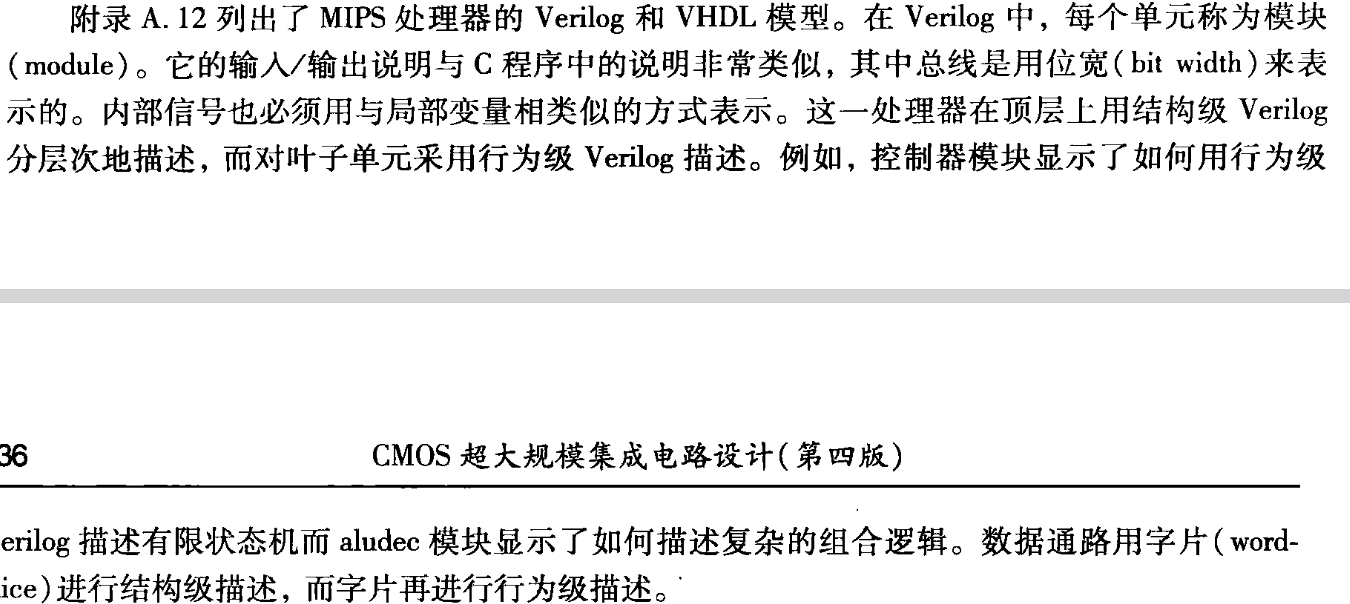 附录 A. 12 列出了 MIPS 处理器的 Verilog 和 VHDL 模型。在 Verilog 中，每个单元称为模块
(module)。它的输入/输出说明与 C 程序中的说明非常类似，其中总线是用位宽(bit width)来表
示的。内部信号也必须用与局部变量相类似的方式表示。这一处理器在顶层上用结构级 Verilog
分层次地描述，而对叶子单元采用行为级 Verilog 描述。例如，控制器模块显示了如何用行为级
36 CMOS 超大规模集成电路设计(第四版)
erilog 描述有限状态机而 aludec 模块显示了如何描述复杂的组合逻辑。数据通路用字片(word-
ice)进行结构级描述，而字片再进行行为级描述。